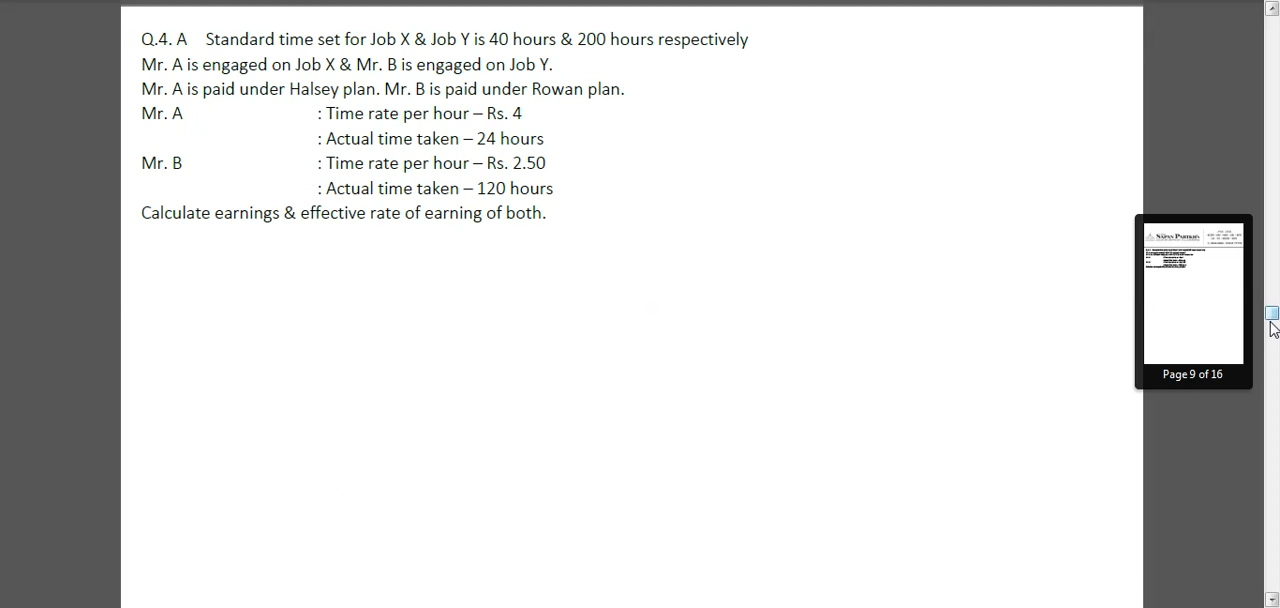 Q.4. A Standard time set for Job X & Job Y is 40 hours & 200 hours respectively
Mr. A is engaged on Job X & Mr. B is engaged on Job Y.
Mr. A is paid under Halsey plan. Mr. B is paid under Rowan plan.
Mr. A : Time rate per hour – Rs. 4
: Actual time taken – 24 hours
Mr. B : Time rate per hour – Rs. 2.50
: Actual time taken – 120 hours
Calculate earnings & effective rate of earning of both.
Page 9 of 16